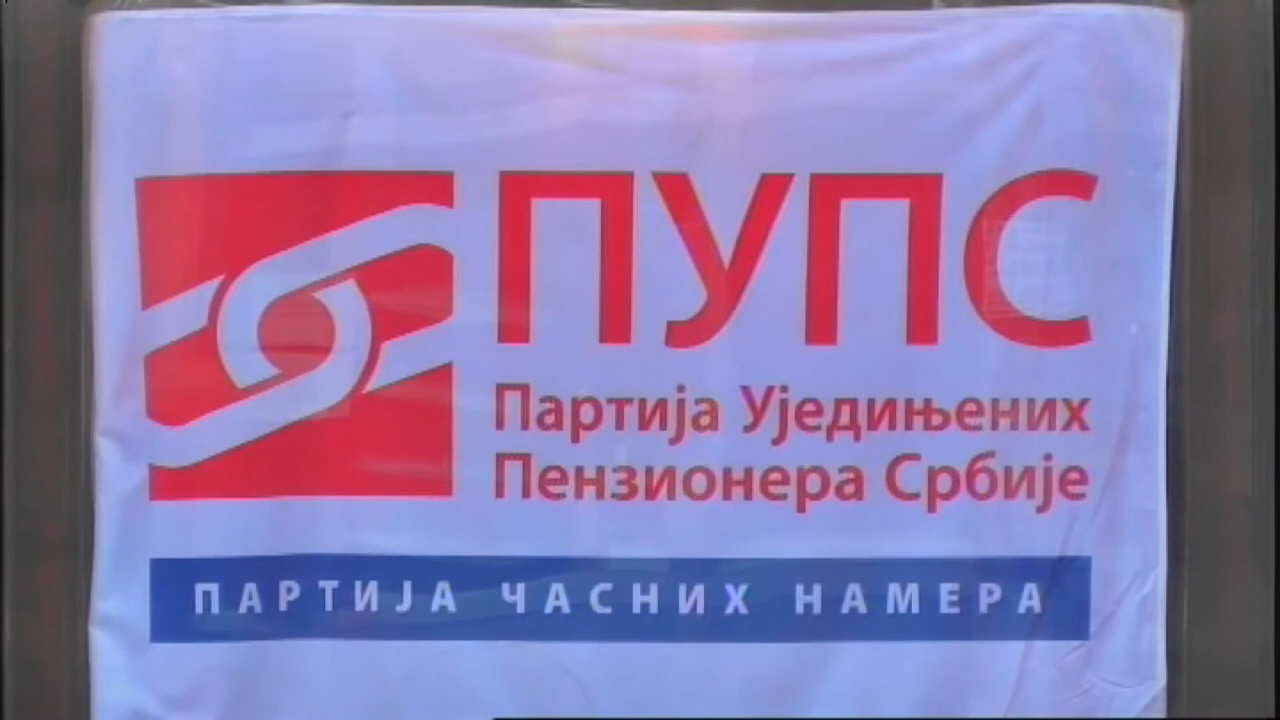 ПУПС
Партија Уједињених
Пензионера Србије
ПАРТИЈА ЧАСНИХ НАМЕРА